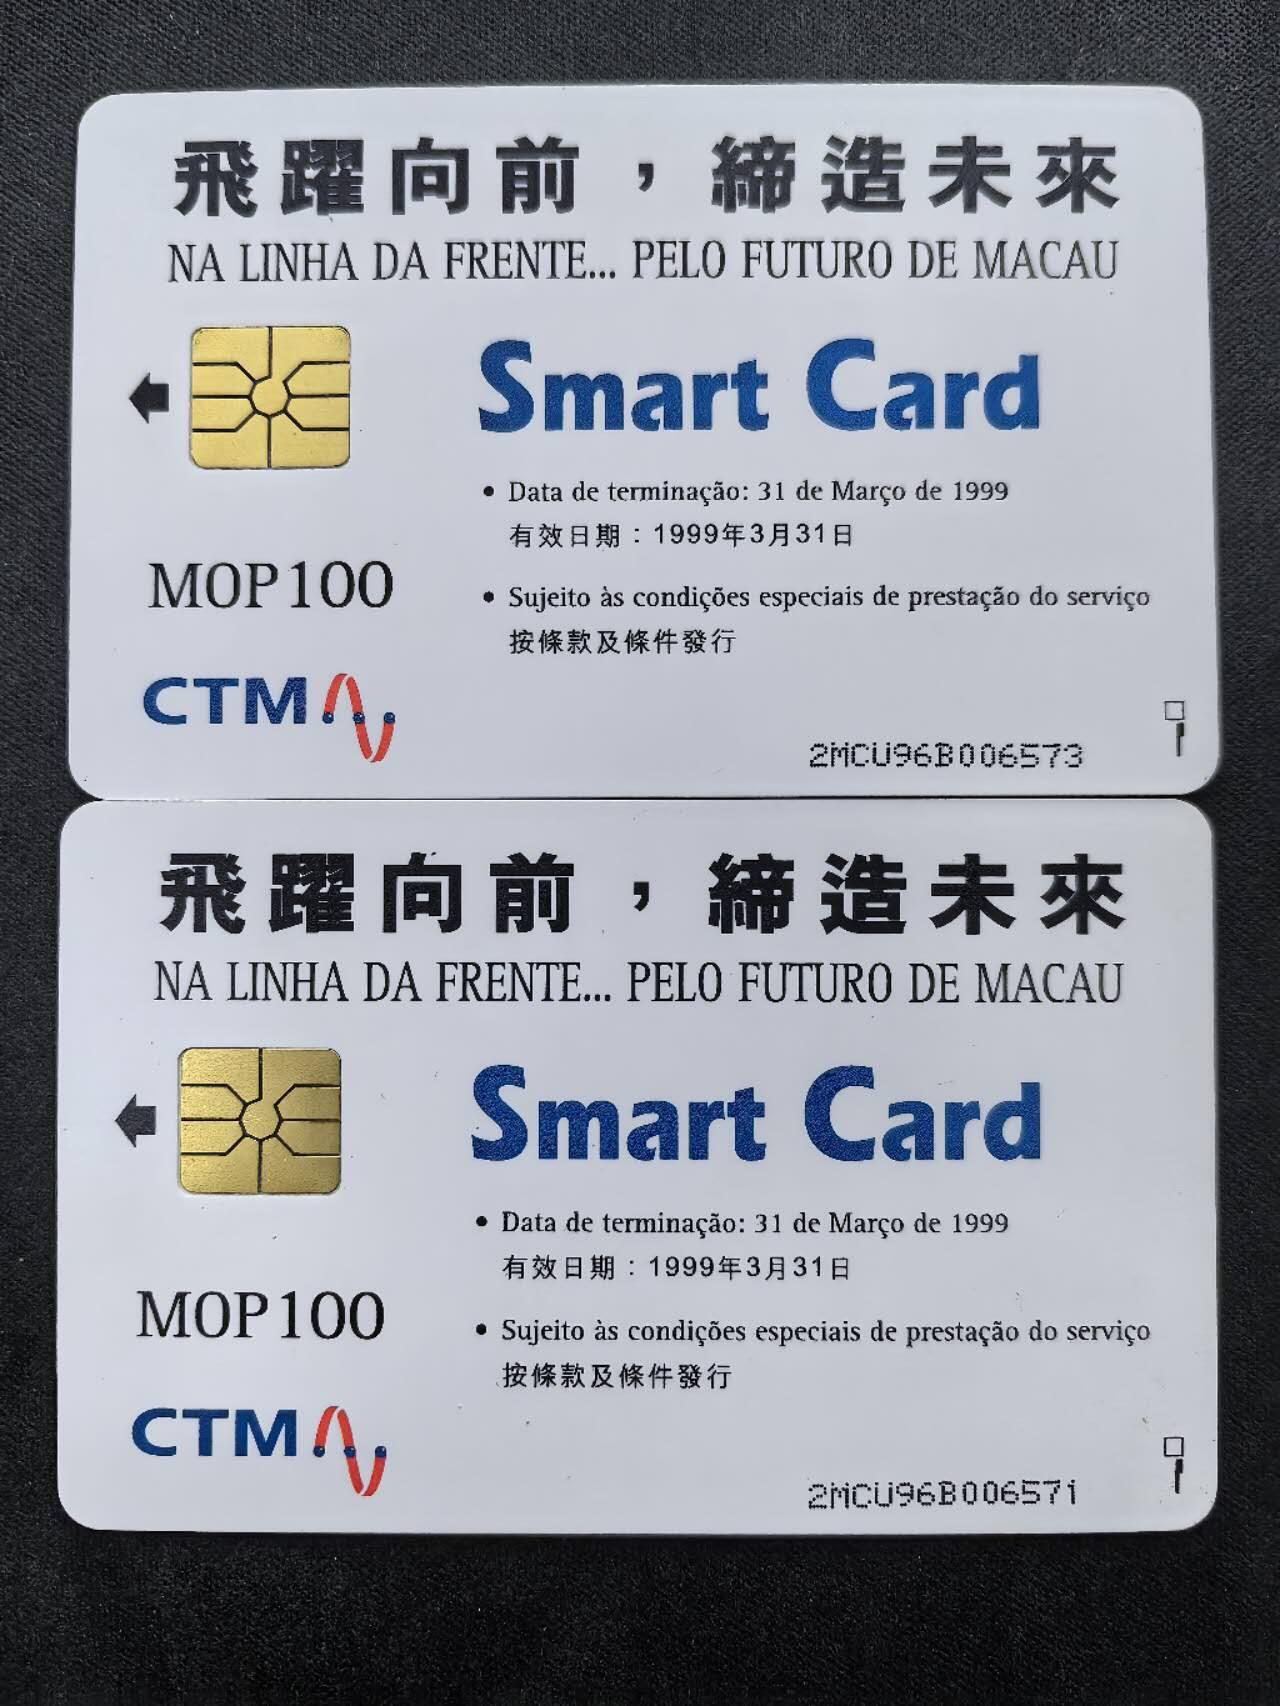 飛躍向前，締造未來
NA LINHA DA FRENTE... PELO FUTURO DE MACAU
Smart Card
• Data de terminação: 31 de Março de 1999
有效日期：1999年3月31日
MOP100
• Sujeito às condições especiais de prestação do serviço
按條款及條件發行
CTM
2MCU96B006573
飛躍向前，締造未來
NA LINHA DA FRENTE... PELO FUTURO DE MACAU
Smart Card
• Data de terminação: 31 de Março de 1999
有效日期：1999年3月31日
MOP100
• Sujeito às condições especiais de prestação do serviço
按條款及條件發行
CTM
2MCU96B006571